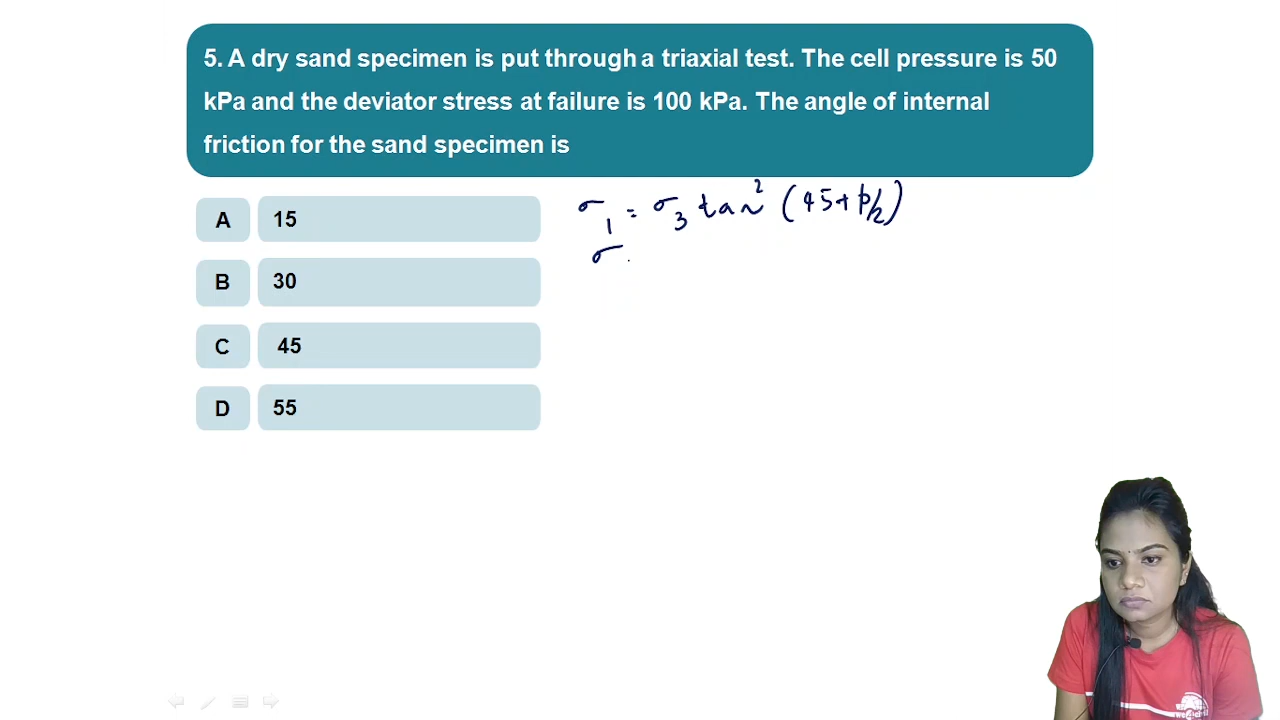 5. A dry sand specimen is put through a triaxial test. The cell pressure is 50
kPa and the deviator stress at failure is 100 kPa. The angle of internal
friction for the sand specimen is
A 15
B 30
C 45
D 55
σ₁ = σ₃ tan² (45+φ/2)
σ